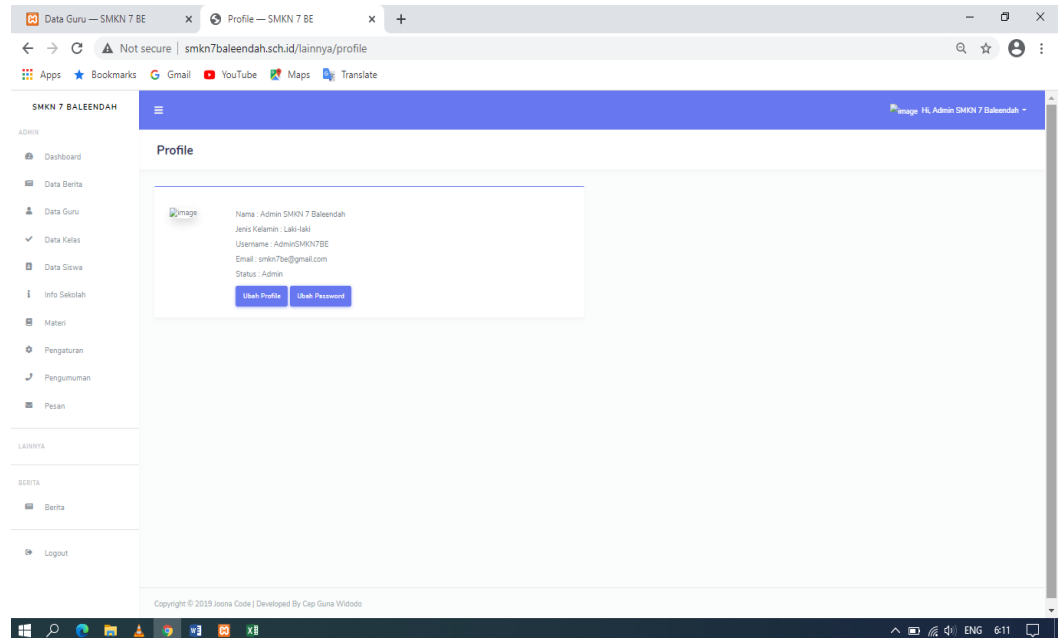 Data Guru — SMKN 7 BE
Profile — SMKN 7 BE
Not secure | smkn7baleendah.sch.id/lainnya/profile
Apps Bookmarks Gmail YouTube Maps Translate
SMKN 7 BALEENDAH
image Hi, Admin SMKN 7 Baleendah
ADMIN
Dashboard
Data Berita
Data Guru
Data Kelas
Data Siswa
Info Sekolah
Materi
Pengaturan
Pengumuman
Pesan
LAINNYA
BERITA
Berita
Logout
Profile
image
Nama : Admin SMKN 7 Baleendah
Jenis Kelamin : Laki-laki
Username : AdminSMKN7BE
Email : smkn7be@gmail.com
Status : Admin
Ubah Profile Ubah Password
Copyright © 2019 Joona Code | Developed By Cep Guna Widodo
ENG 6:11